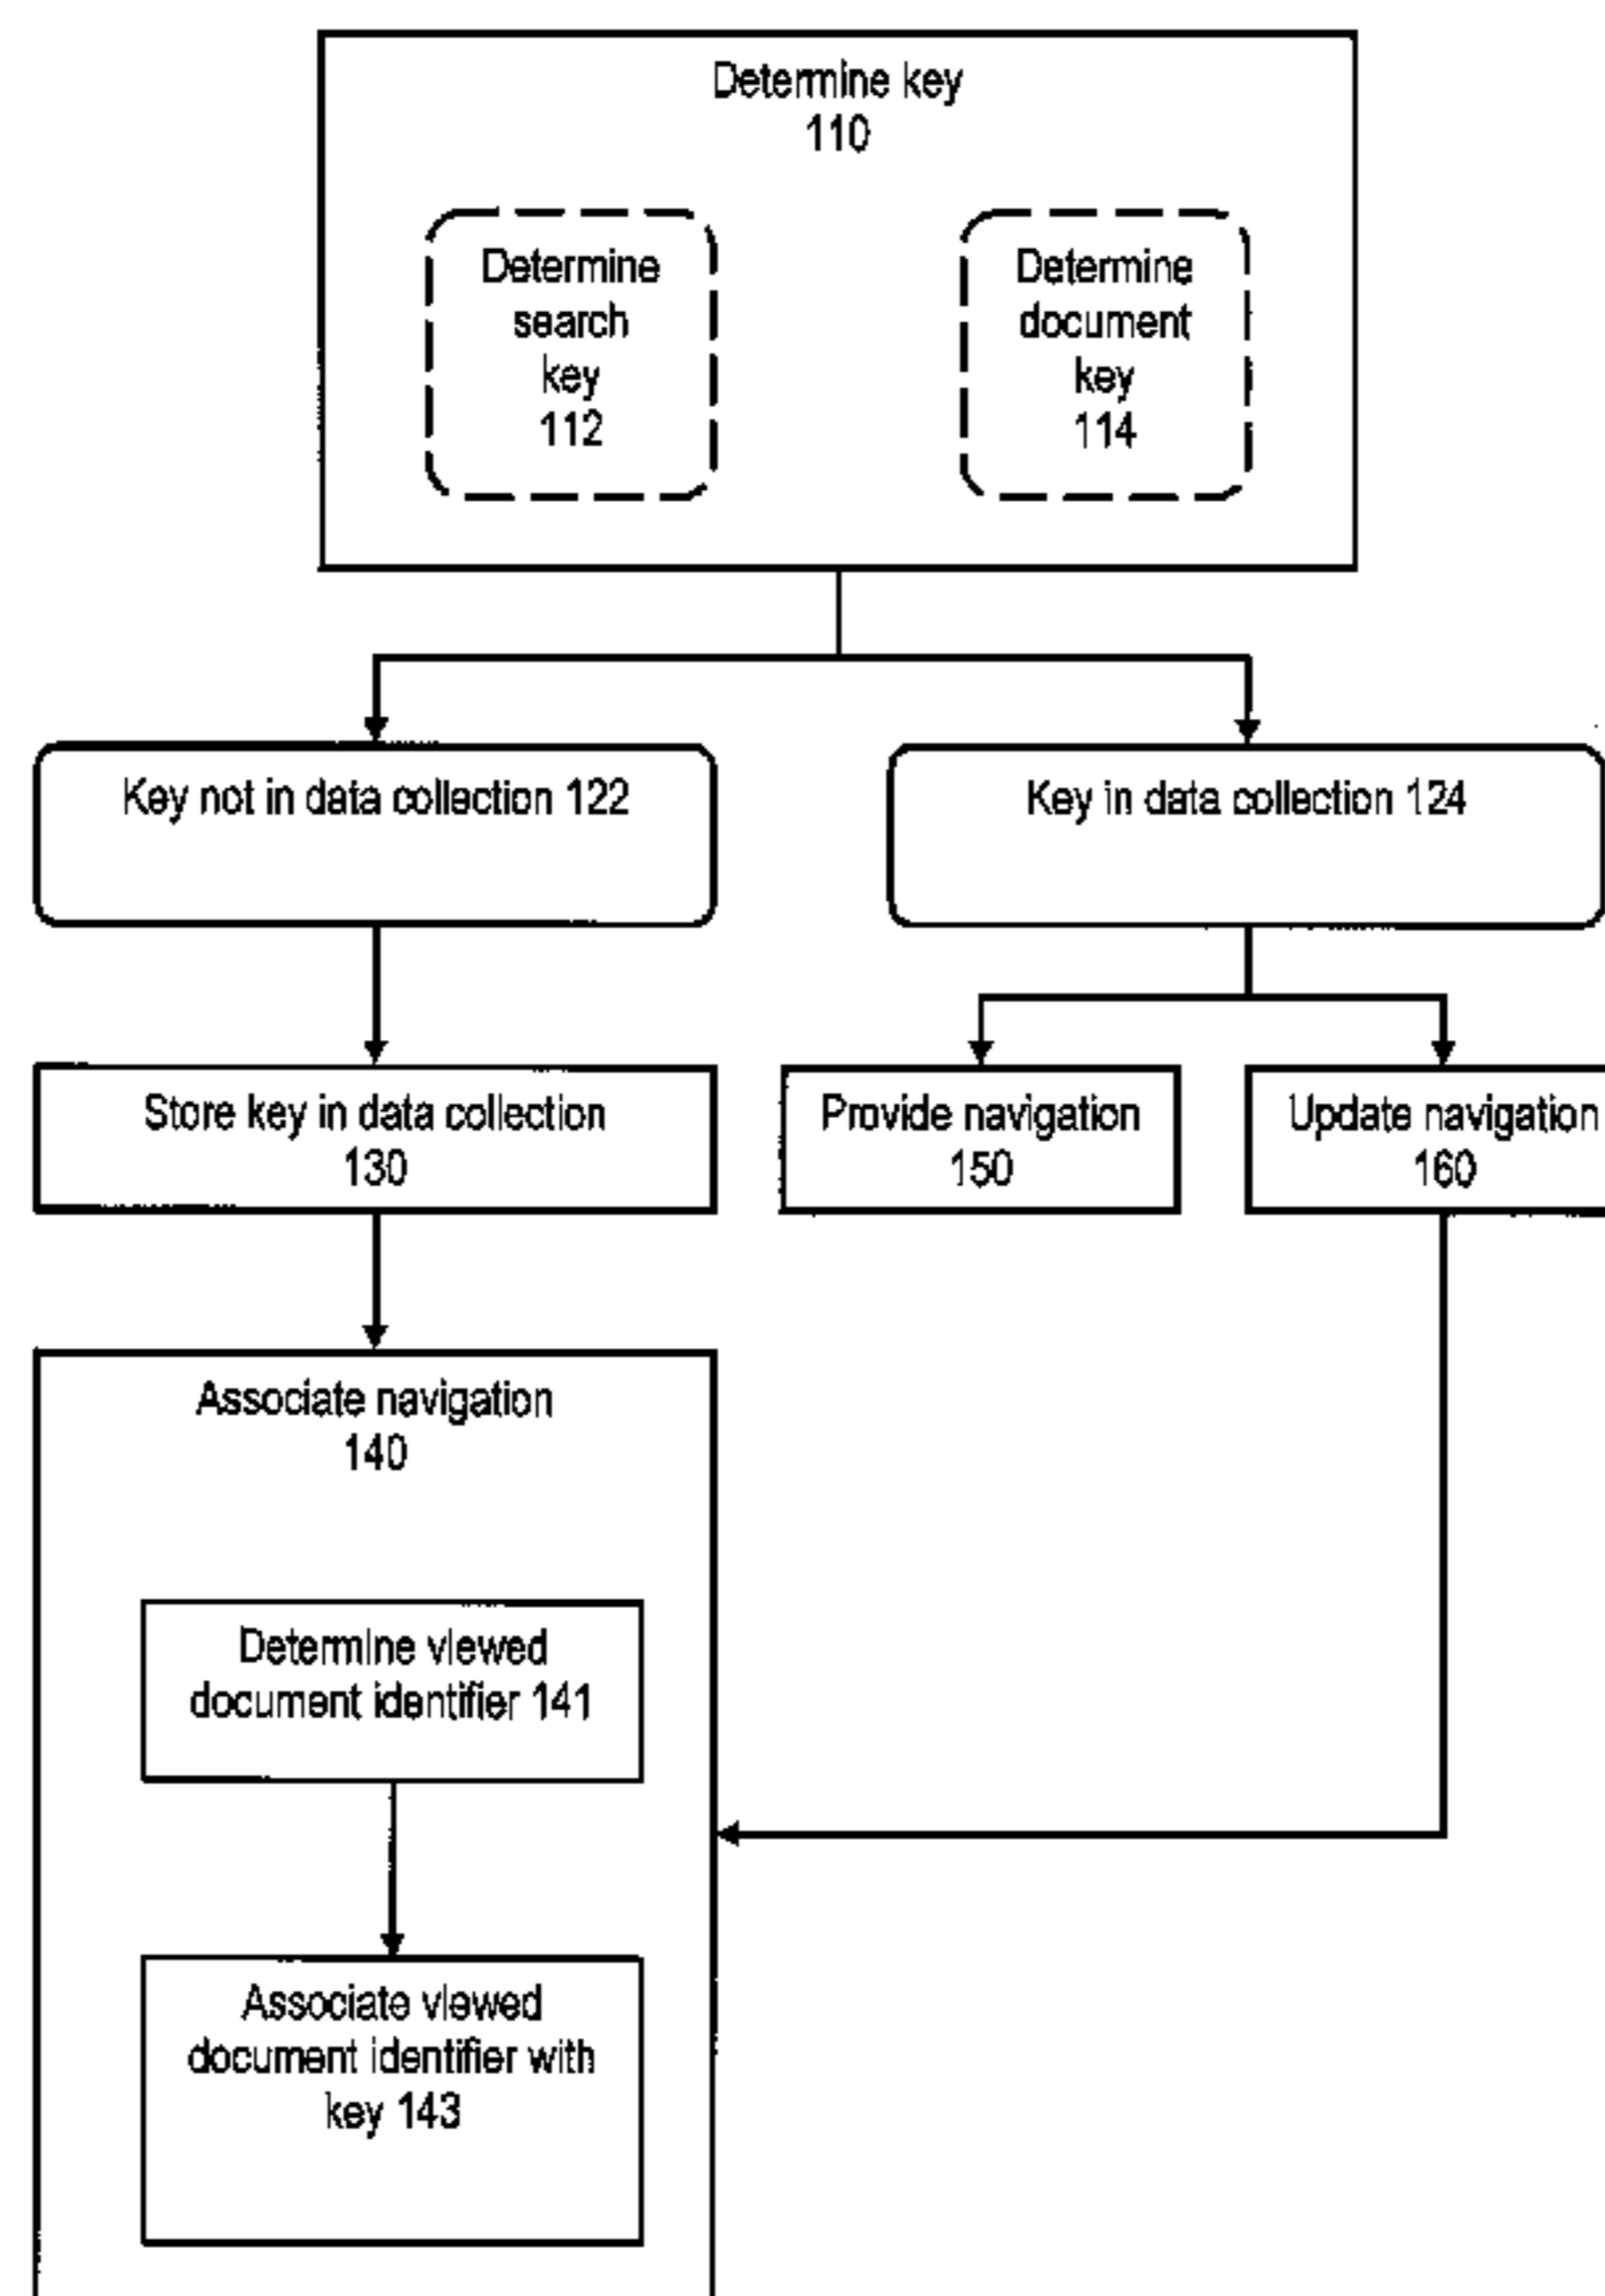 Determine key
110
Determine
search
key
112
Determine
document
key
114
Key not in data collection 122
Key in data collection 124
Store key in data collection
130
Provide navigation
150
Update navigation
160
Associate navigation
140
Determine viewed
document identifier 141
Associate viewed
document identifier with
key 143